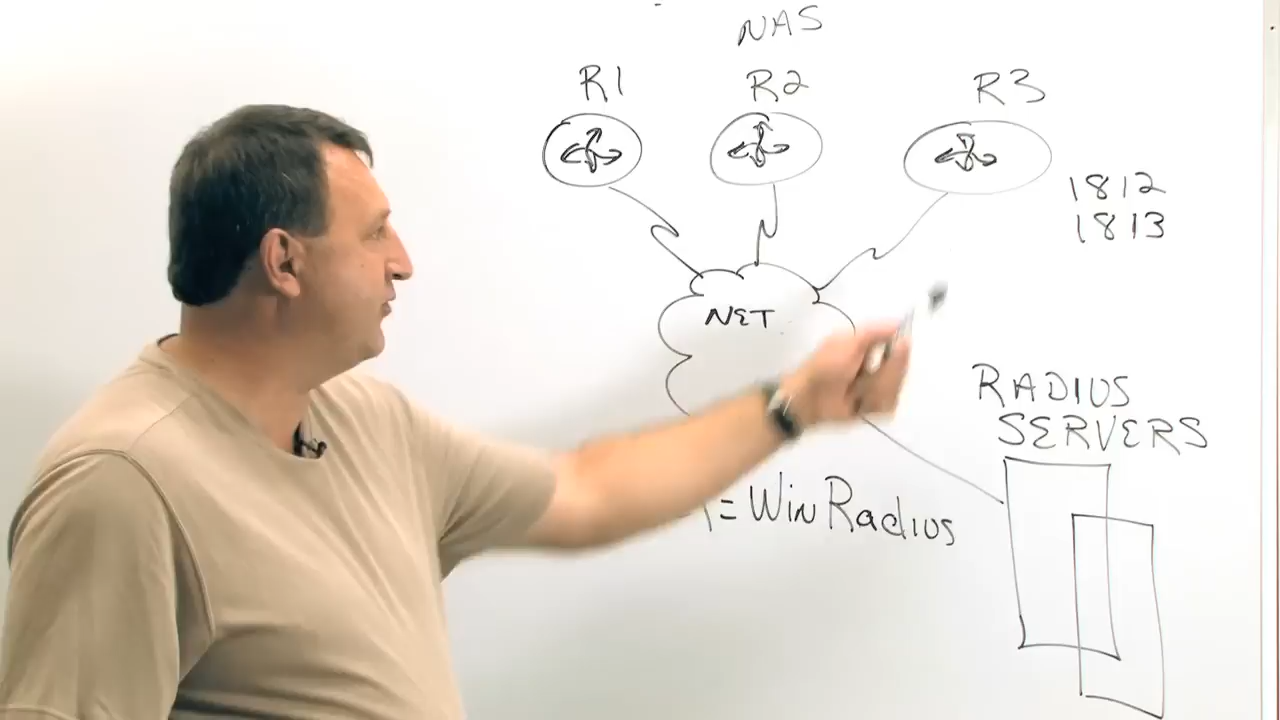 NAS
R1 R2 R3
1812
1813
NET
RADIUS
SERVERS
= WinRadius